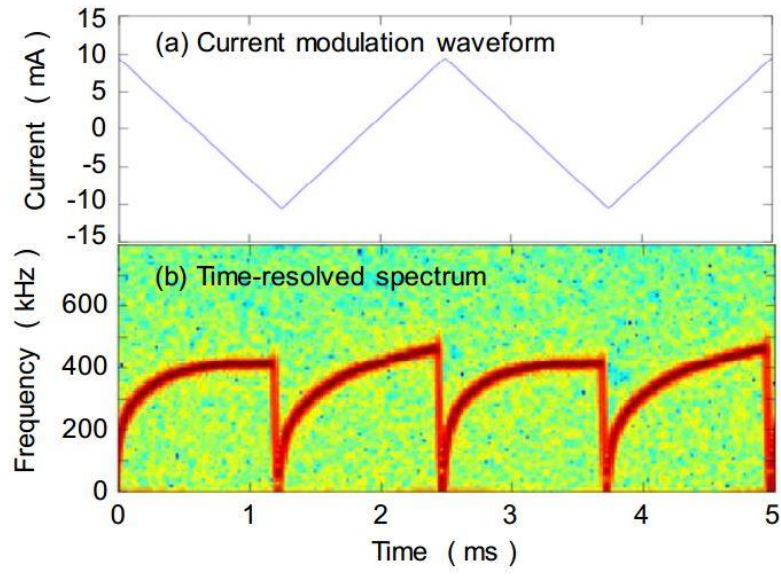 15
(a) Current modulation waveform
10
5
0
-5
-10
-15
Current ( mA )
(b) Time-resolved spectrum
600
400
200
0
Frequency ( kHz )
0 1 2 3 4 5
Time ( ms )